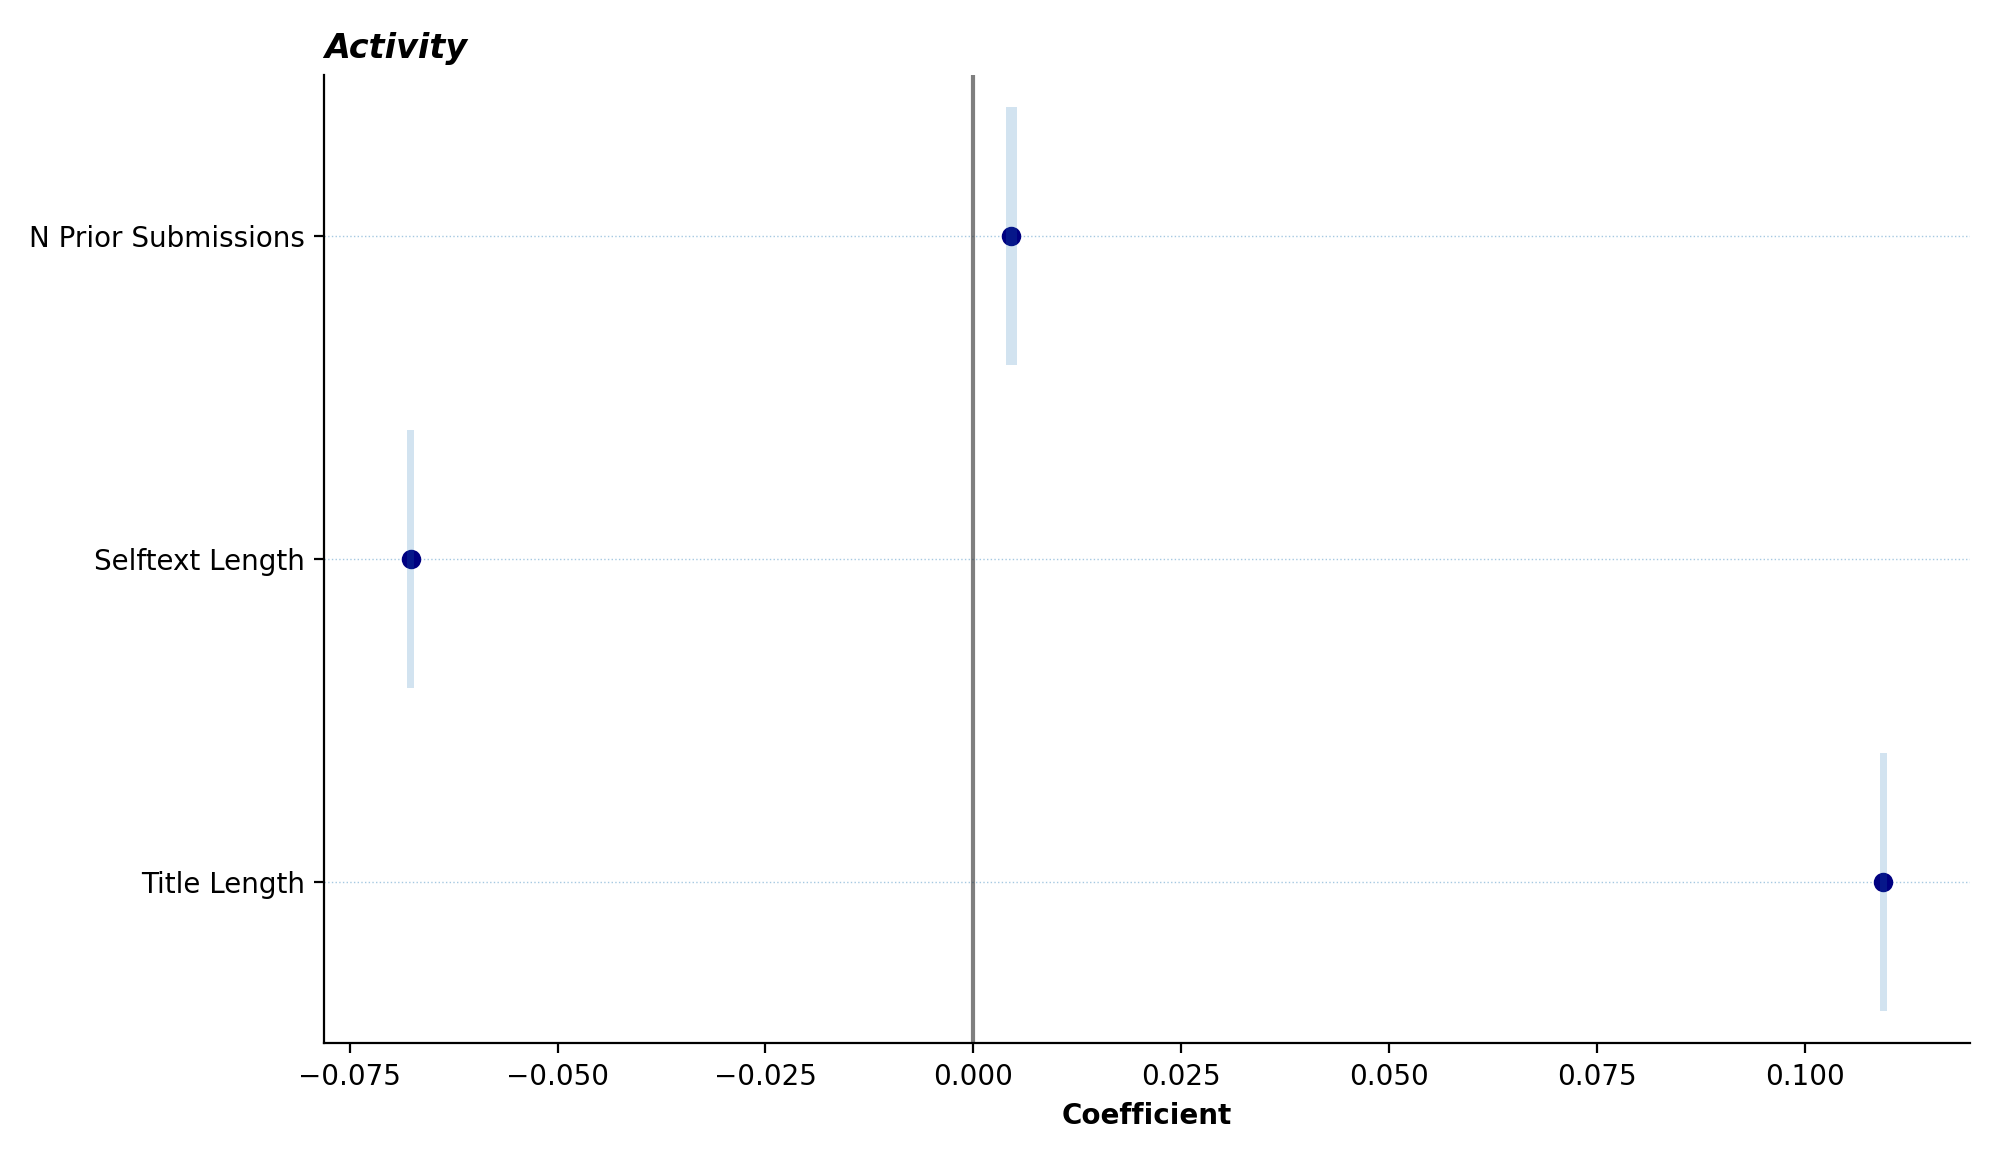 Activity
N Prior Submissions
Selftext Length
Title Length
−0.075 −0.050 −0.025 0.000 0.025 0.050 0.075 0.100
Coefficient